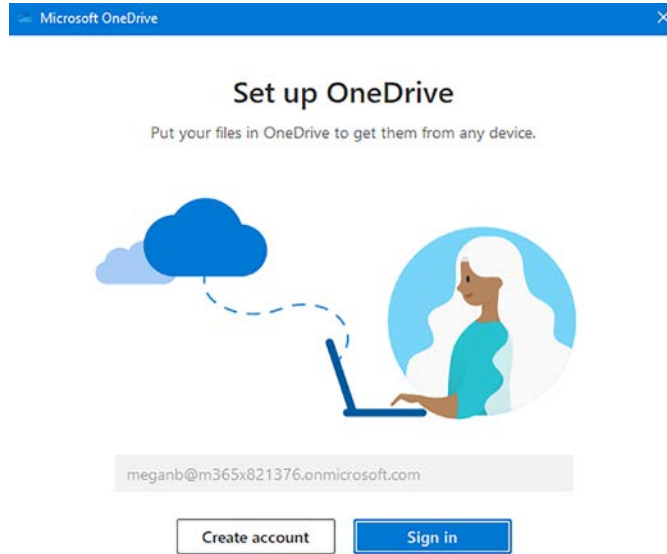 Microsoft OneDrive
Set up OneDrive
Put your files in OneDrive to get them from any device.
meganb@m365x821376.onmicrosoft.com
Create account
Sign in